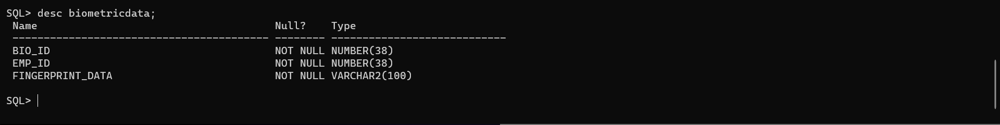 SQL> desc biometricdata;
 Name                                      Null?    Type
 ----------------------------------------- -------- ----------------------------
 BIO_ID                                    NOT NULL NUMBER(38)
 EMP_ID                                    NOT NULL NUMBER(38)
 FINGERPRINT_DATA                          NOT NULL VARCHAR2(100)
SQL>